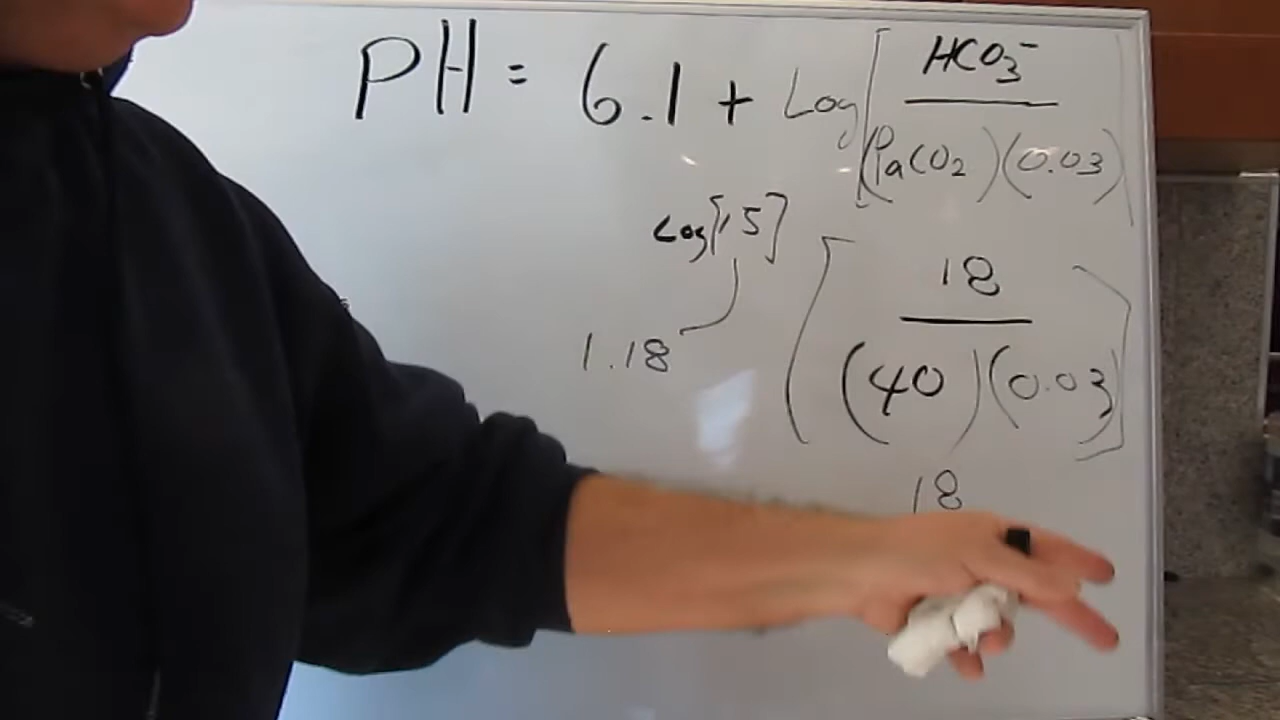 PH = 6.1 + Log[HCO3⁻
(PaCO2)(0.03)]
Log[15]
1.18
[18
(40)(0.03)]
18